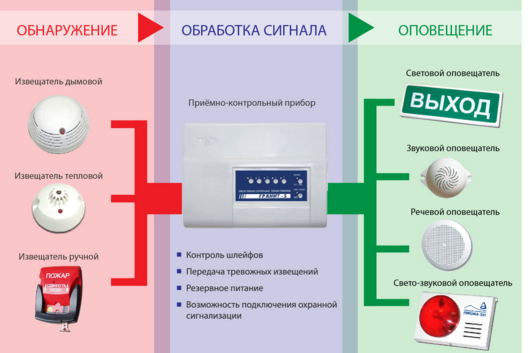 ОБНАРУЖЕНИЕ
ОБРАБОТКА СИГНАЛА
ОПОВЕЩЕНИЕ
Извещатель дымовой
Извещатель тепловой
Извещатель ручной
ПОЖАР
Приёмно-контрольный прибор
ГРАНИТ-5
Контроль шлейфов
Передача тревожных извещений
Резервное питание
Возможность подключения охранной
сигнализации
Световой оповещатель
ВЫХОД
Звуковой оповещатель
Речевой оповещатель
Свето-звуковой оповещатель